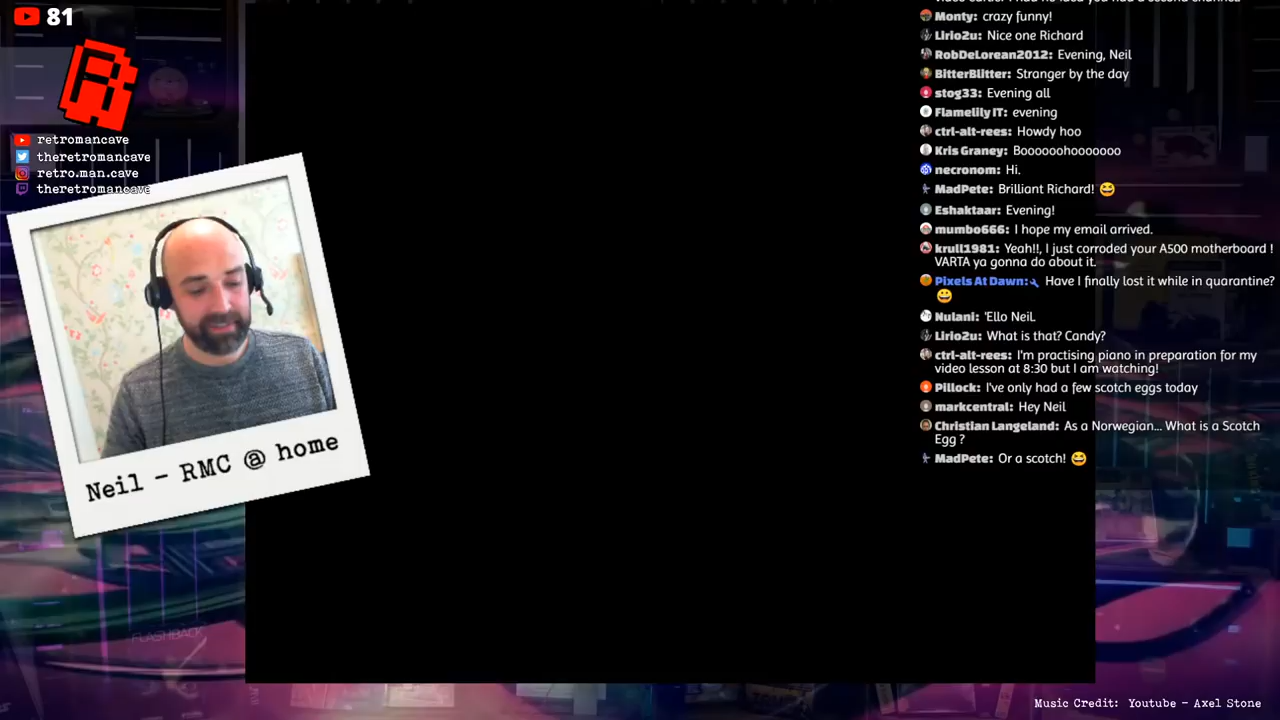 81
retromancave
theretromancave
retro.man.cave
theretromancave
Neil - RMC @ home
Monty: crazy funny!
Lirio2u: Nice one Richard
RobDeLorean2012: Evening, Neil
BitterBlitter: Stranger by the day
stog33: Evening all
Flamelily IT: evening
ctrl-alt-rees: Howdy hoo
Kris Graney: Boooooohooooooo
necronom: Hi.
MadPete: Brilliant Richard! 😆
Eshaktaar: Evening!
mumbo666: I hope my email arrived.
krull1981: Yeah!!, I just corroded your A500 motherboard !
VARTA ya gonna do about it.
Pixels At Dawn: Have I finally lost it while in quarantine?
😀
Nulani: 'Ello Neil.
Lirio2u: What is that? Candy?
ctrl-alt-rees: I'm practising piano in preparation for my
video lesson at 8:30 but I am watching!
Pillock: I've only had a few scotch eggs today
markcentral: Hey Neil
Christian Langeland: As a Norwegian... What is a Scotch
Egg ?
MadPete: Or a scotch! 😆
FLASHBACK
Music Credit: Youtube - Axel Stone